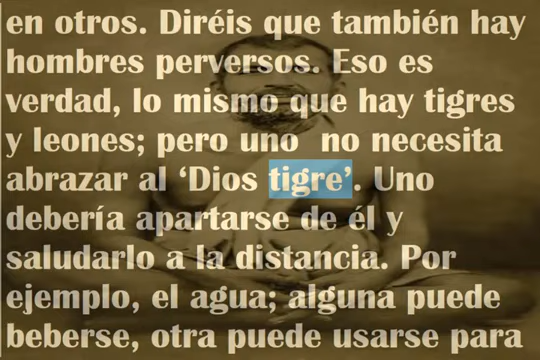 en otros. Diréis que también hay
hombres perversos. Eso es
verdad, lo mismo que hay tigres
y leones; pero uno  no necesita
abrazar al ‘Dios tigre’. Uno
debería apartarse de él y
saludarlo a la distancia. Por
ejemplo, el agua; alguna puede
beberse, otra puede usarse para